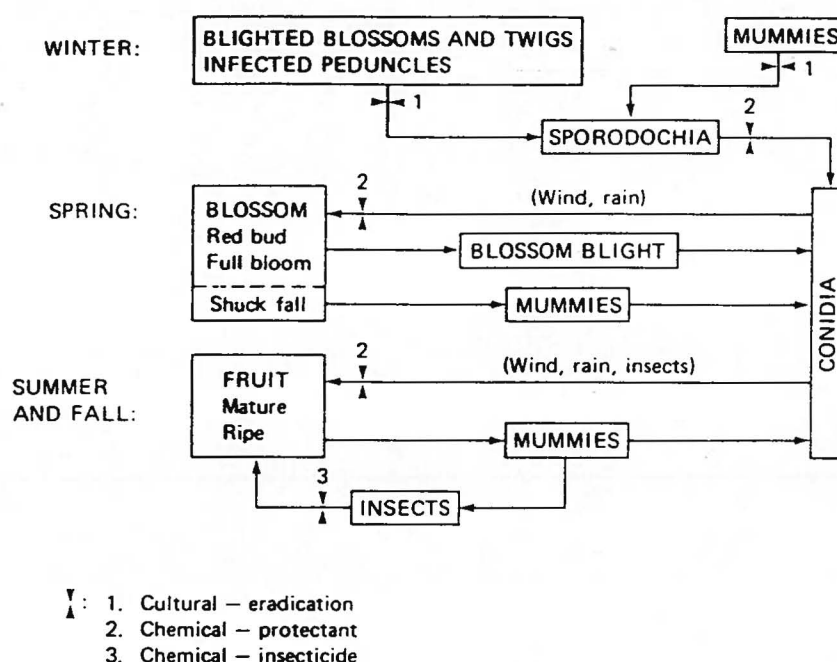 WINTER:
BLIGHTED BLOSSOMS AND TWIGS
INFECTED PEDUNCLES
MUMMIES
1
1
2
SPORODOCHIA
SPRING:
BLOSSOM
Red bud
Full bloom
Shuck fall
2
(Wind, rain)
BLOSSOM BLIGHT
MUMMIES
CONIDIA
SUMMER
AND FALL:
FRUIT
Mature
Ripe
2
(Wind, rain, insects)
MUMMIES
3
INSECTS
: 1. Cultural — eradication
2. Chemical — protectant
3. Chemical — insecticide